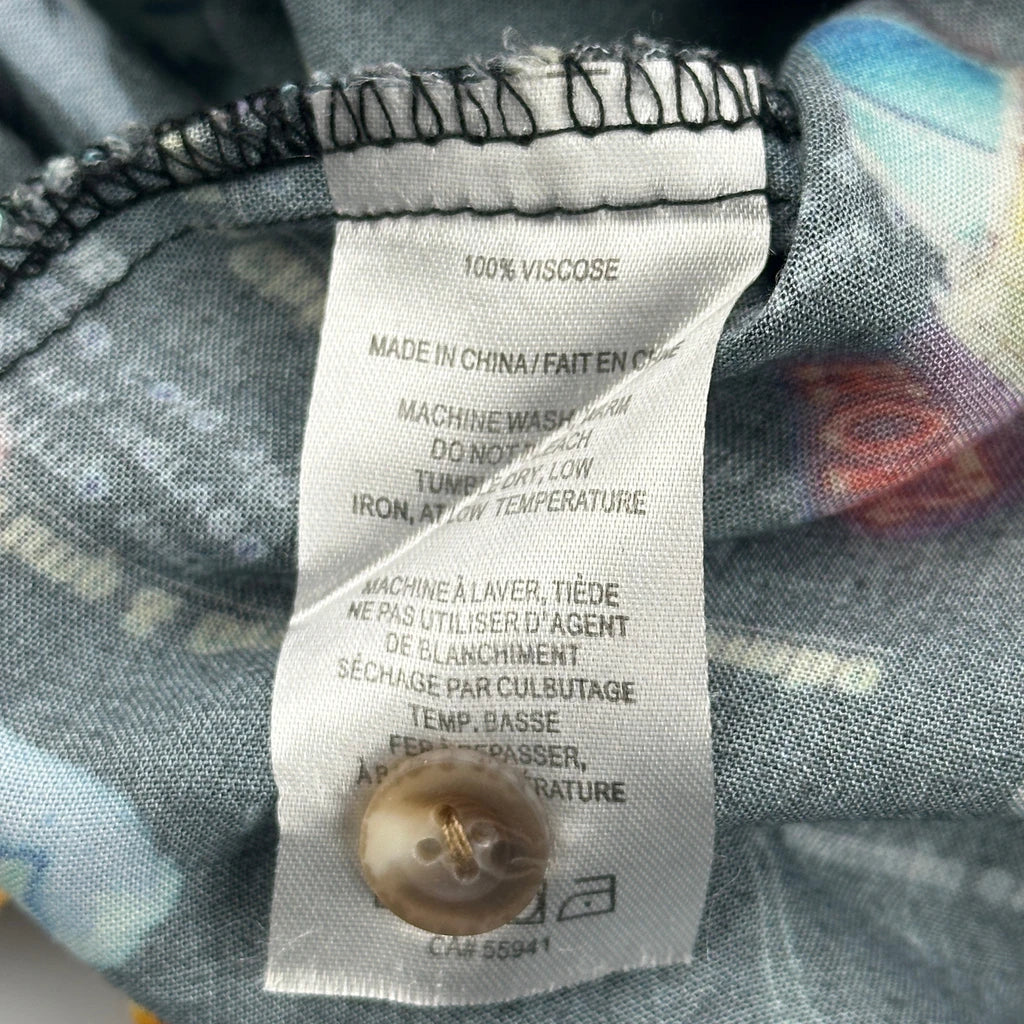 100% VISCOSE
MADE IN CHINA / FAIT EN CHINE
MACHINE WASH WARM
DO NOT BLEACH
TUMBLE DRY, LOW
IRON, AT LOW TEMPERATURE
MACHINE À LAVER, TIÈDE
NE PAS UTILISER D'AGENT
DE BLANCHIMENT
SÉCHAGE PAR CULBUTAGE
TEMP. BASSE
FER À REPASSER,
À
CA# 55941